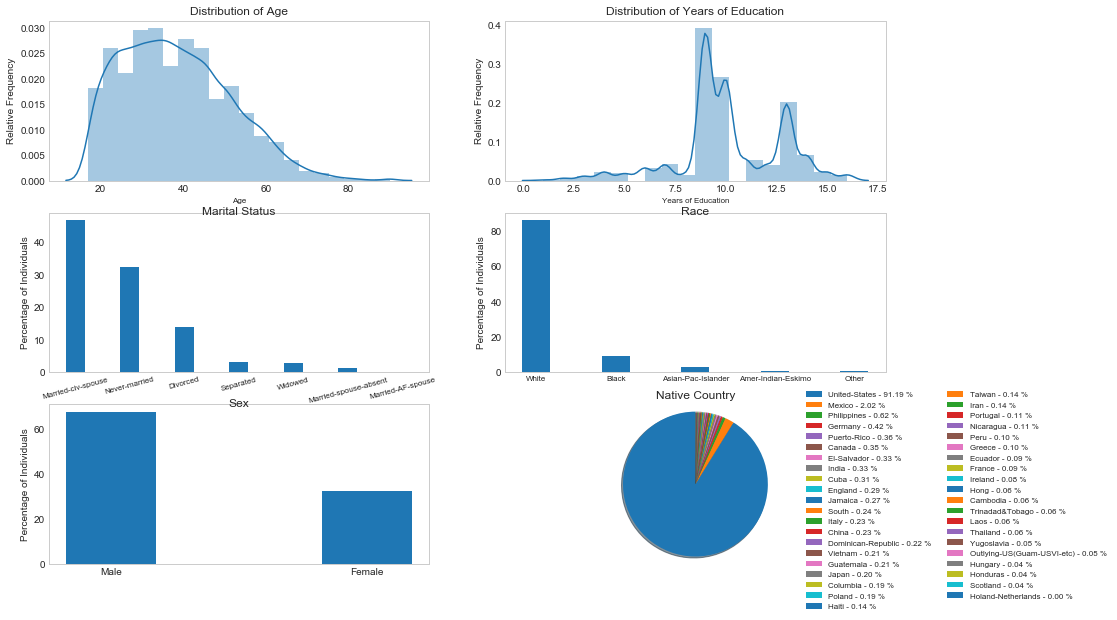 Distribution of Age
Relative Frequency
0.030
0.025
0.020
0.015
0.010
0.005
0.000
20 40 60 80
Age
Distribution of Years of Education
Relative Frequency
0.4
0.3
0.2
0.1
0.0
0.0 2.5 5.0 7.5 10.0 12.5 15.0 17.5
Years of Education
Marital Status
Percentage of Individuals
40
30
20
10
0
Married-civ-spouse Never-married Divorced Separated Widowed Married-spouse-absent Married-AF-spouse
Race
Percentage of Individuals
80
60
40
20
0
White Black Asian-Pac-Islander Amer-Indian-Eskimo Other
Sex
Percentage of Individuals
60
40
20
0
Male Female
Native Country
United-States - 91.19 %
Mexico - 2.02 %
Philippines - 0.62 %
Germany - 0.42 %
Puerto-Rico - 0.36 %
Canada - 0.35 %
El-Salvador - 0.33 %
India - 0.33 %
Cuba - 0.31 %
England - 0.29 %
Jamaica - 0.27 %
South - 0.24 %
Italy - 0.23 %
China - 0.23 %
Dominican-Republic - 0.22 %
Vietnam - 0.21 %
Guatemala - 0.21 %
Japan - 0.20 %
Columbia - 0.19 %
Poland - 0.19 %
Haiti - 0.14 %
Taiwan - 0.14 %
Iran - 0.14 %
Portugal - 0.11 %
Nicaragua - 0.11 %
Peru - 0.10 %
Greece - 0.10 %
Ecuador - 0.09 %
France - 0.09 %
Ireland - 0.08 %
Hong - 0.06 %
Cambodia - 0.06 %
Trinadad&Tobago - 0.06 %
Laos - 0.06 %
Thailand - 0.06 %
Yugoslavia - 0.05 %
Outlying-US(Guam-USVI-etc) - 0.05 %
Hungary - 0.04 %
Honduras - 0.04 %
Scotland - 0.04 %
Holand-Netherlands - 0.00 %